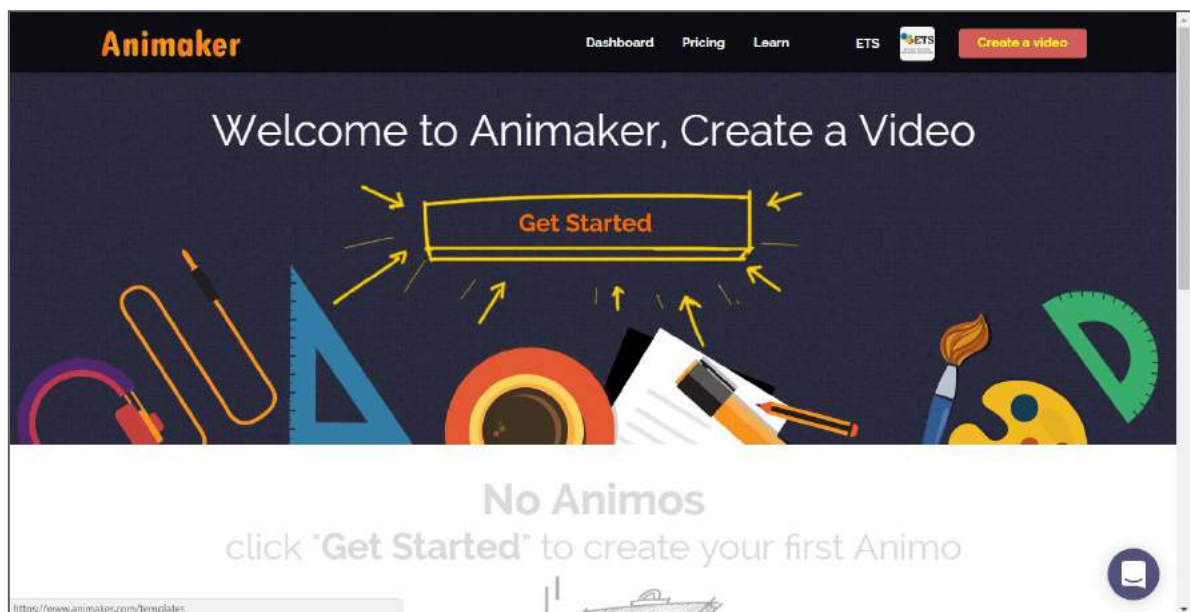 Animaker
Dashboard Pricing Learn ETS ETS Create a video
Welcome to Animaker, Create a Video
Get Started
No Animos
click "Get Started" to create your first Animo
https://www.animaker.com/templates